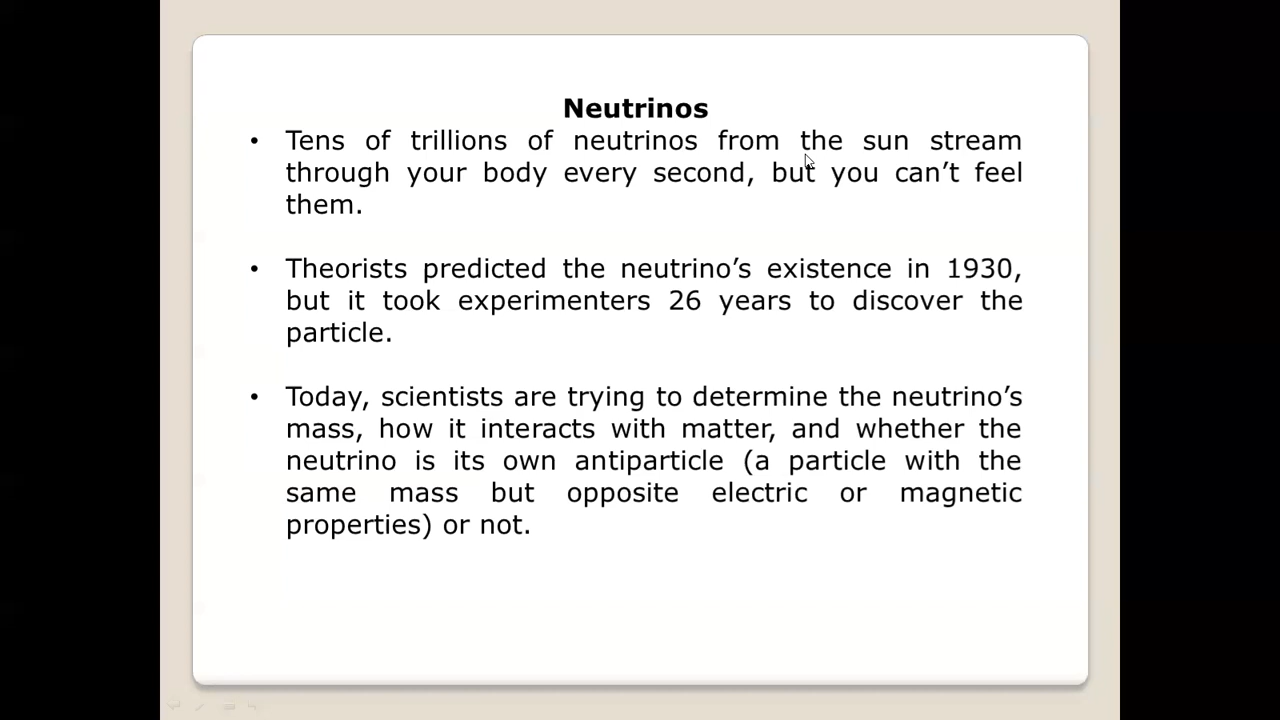 Neutrinos
• Tens of trillions of neutrinos from the sun stream
through your body every second, but you can’t feel
them.
• Theorists predicted the neutrino’s existence in 1930,
but it took experimenters 26 years to discover the
particle.
• Today, scientists are trying to determine the neutrino’s
mass, how it interacts with matter, and whether the
neutrino is its own antiparticle (a particle with the
same mass but opposite electric or magnetic
properties) or not.